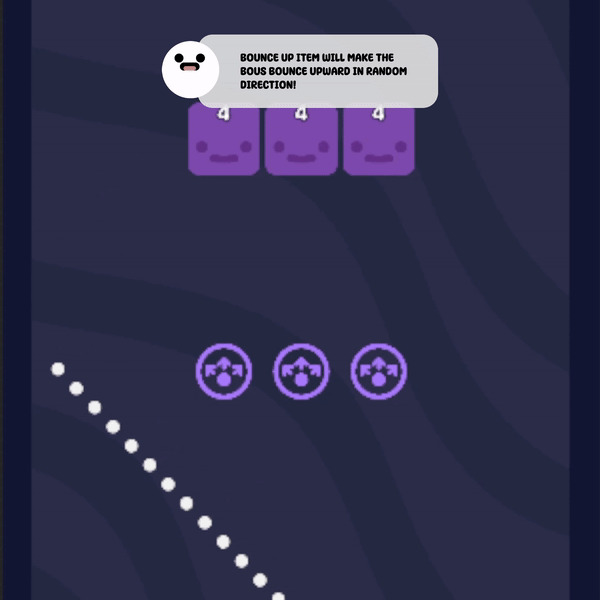 BOUNCE UP ITEM WILL MAKE THE
BOUS BOUNCE UPWARD IN RANDOM
DIRECTION!
4 4 4